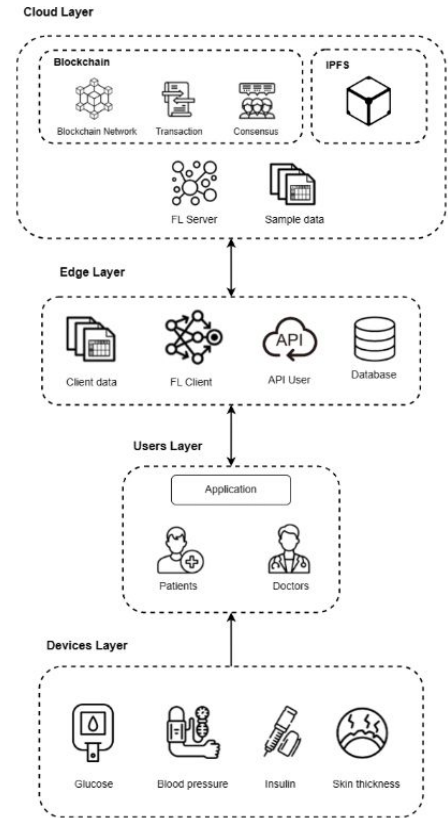 Cloud Layer
Blockchain
IPFS
Blockchain Network
Transaction
Consensus
FL Server
Sample data
Edge Layer
API
Client data
FL Client
API User
Database
Users Layer
Application
Patients
Doctors
Devices Layer
Glucose
Blood pressure
Insulin
Skin thickness